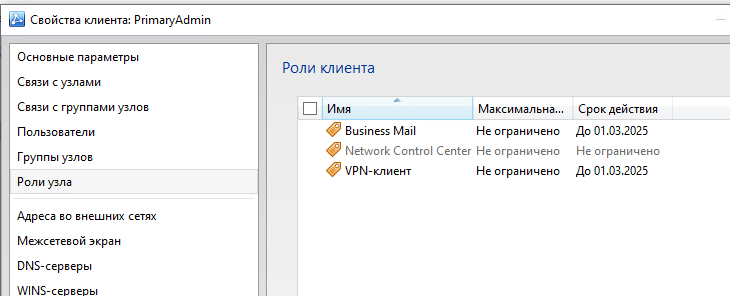 Свойства клиента: PrimaryAdmin
Основные параметры
Связи с узлами
Связи с группами узлов
Пользователи
Группы узлов
Роли узла
Адреса во внешних сетях
Межсетевой экран
DNS-серверы
WINS-серверы
Роли клиента
Имя Максимальна... Срок действия
Business Mail Не ограничено До 01.03.2025
Network Control Center Не ограничено Не ограничено
VPN-клиент Не ограничено До 01.03.2025